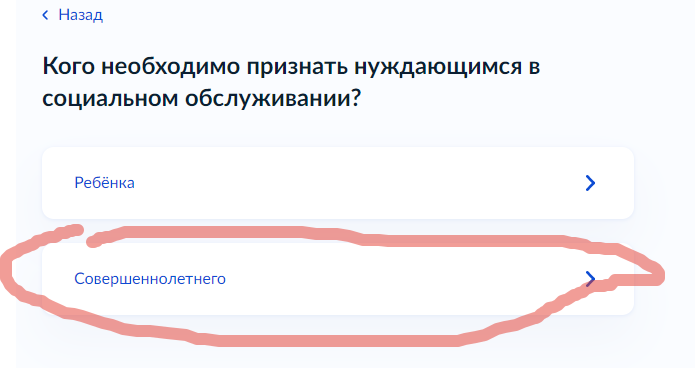 Назад
Кого необходимо признать нуждающимся в
социальном обслуживании?
Ребёнка
Совершеннолетнего